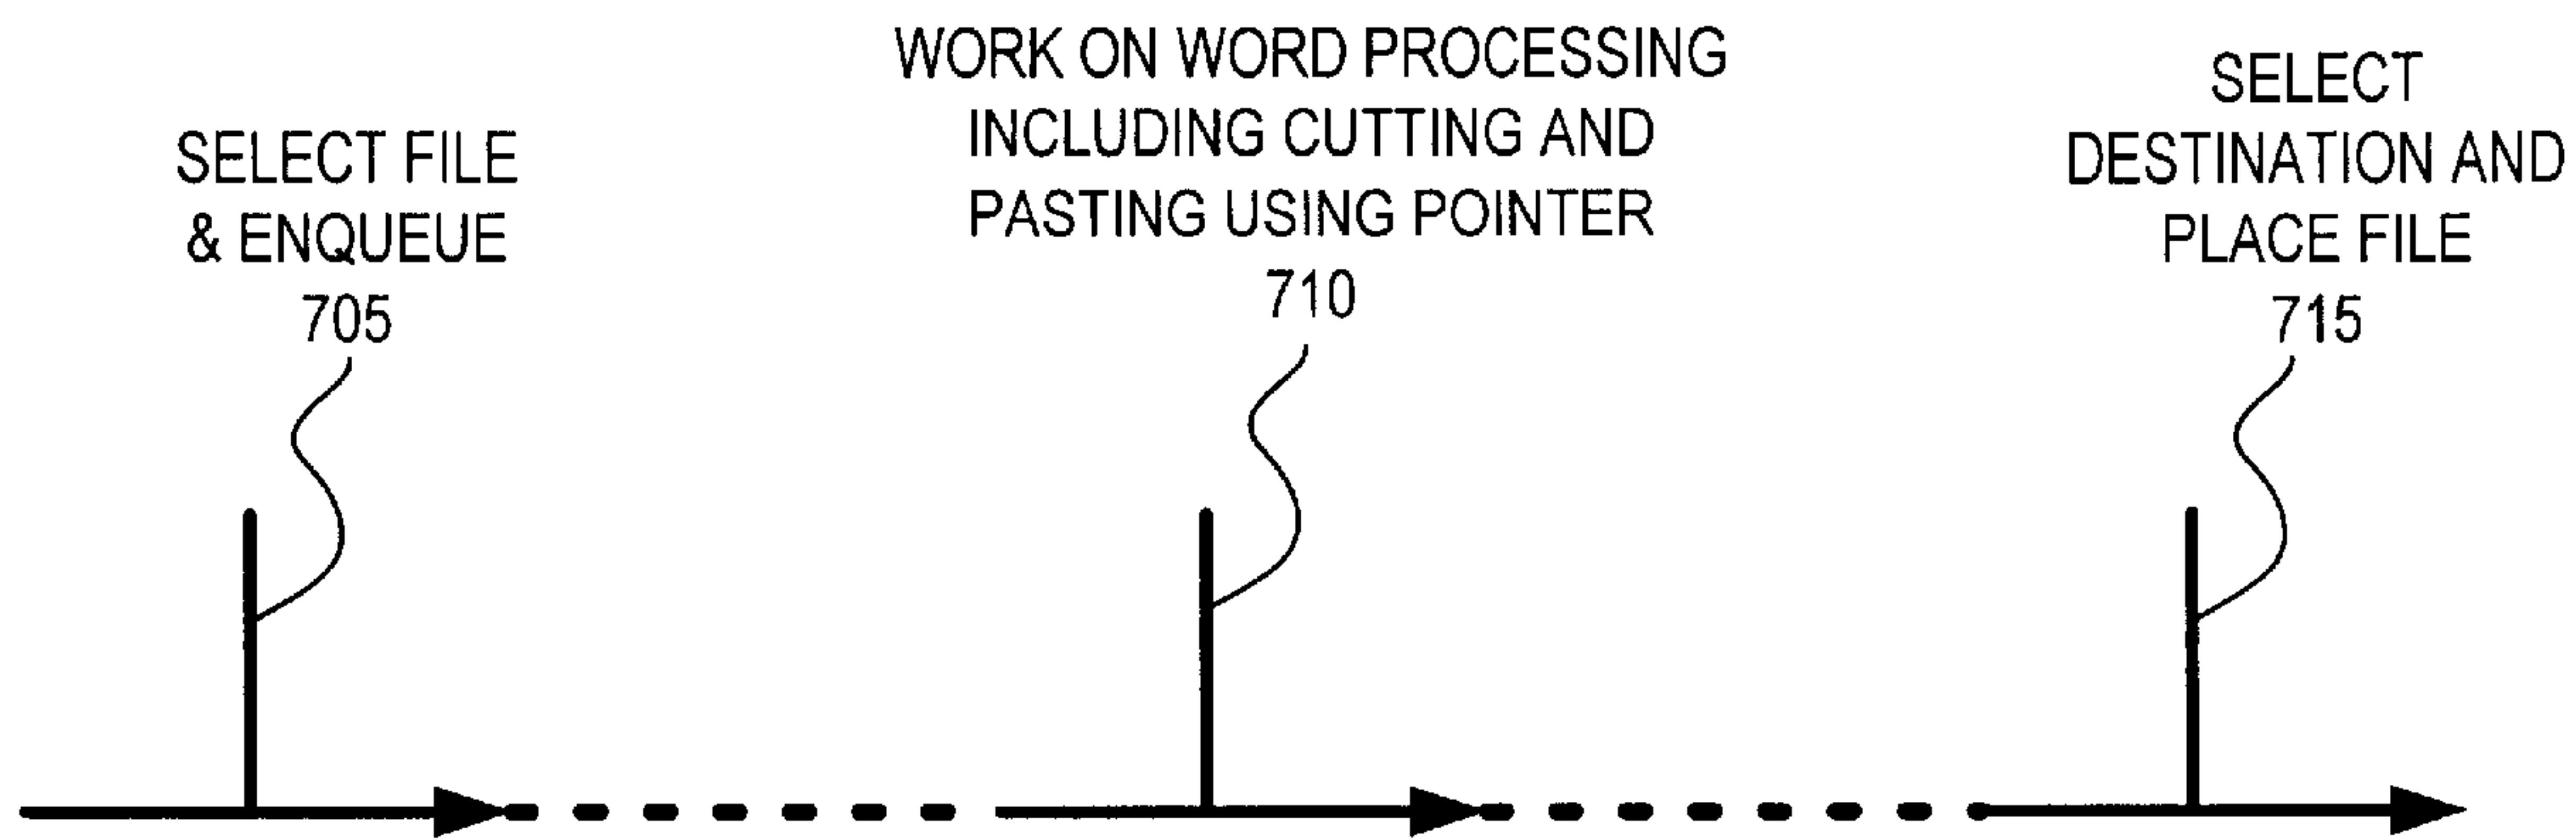 SELECT FILE
& ENQUEUE
705
WORK ON WORD PROCESSING
INCLUDING CUTTING AND
PASTING USING POINTER
710
SELECT
DESTINATION AND
PLACE FILE
715